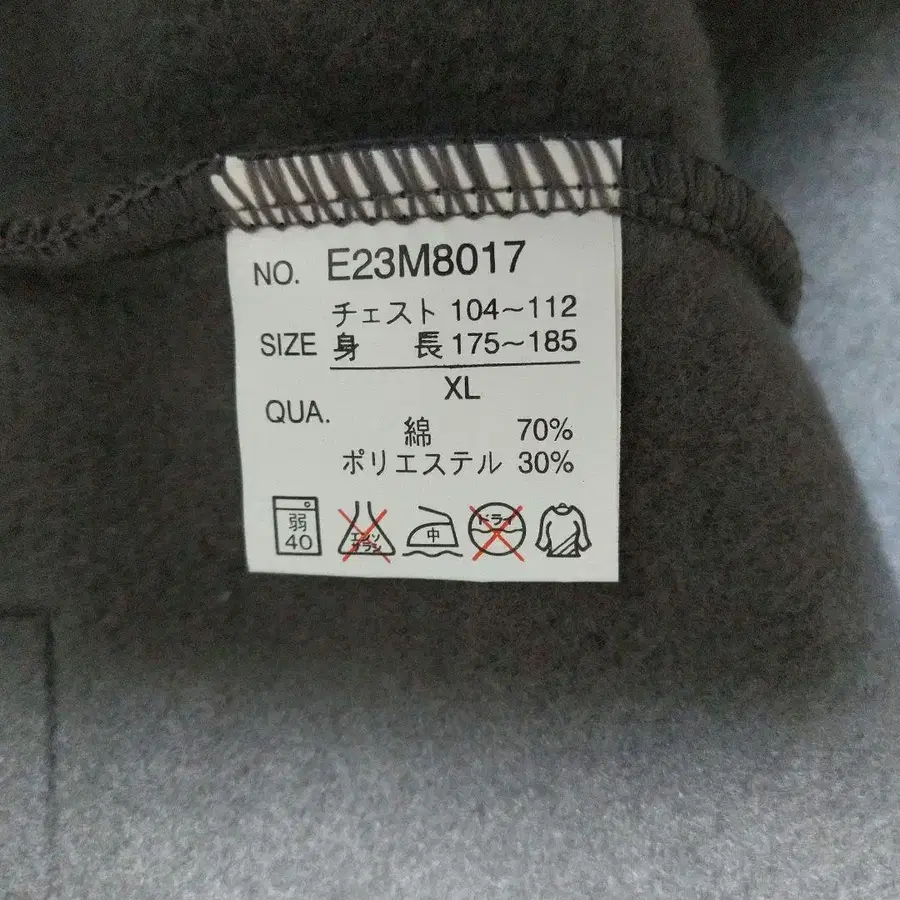 NO. E23M8017
チェスト 104~112
SIZE 身 長 175~185
XL
QUA.
綿 70%
ポリエステル 30%
弱 40
エンソ サラシ
中
ドライ